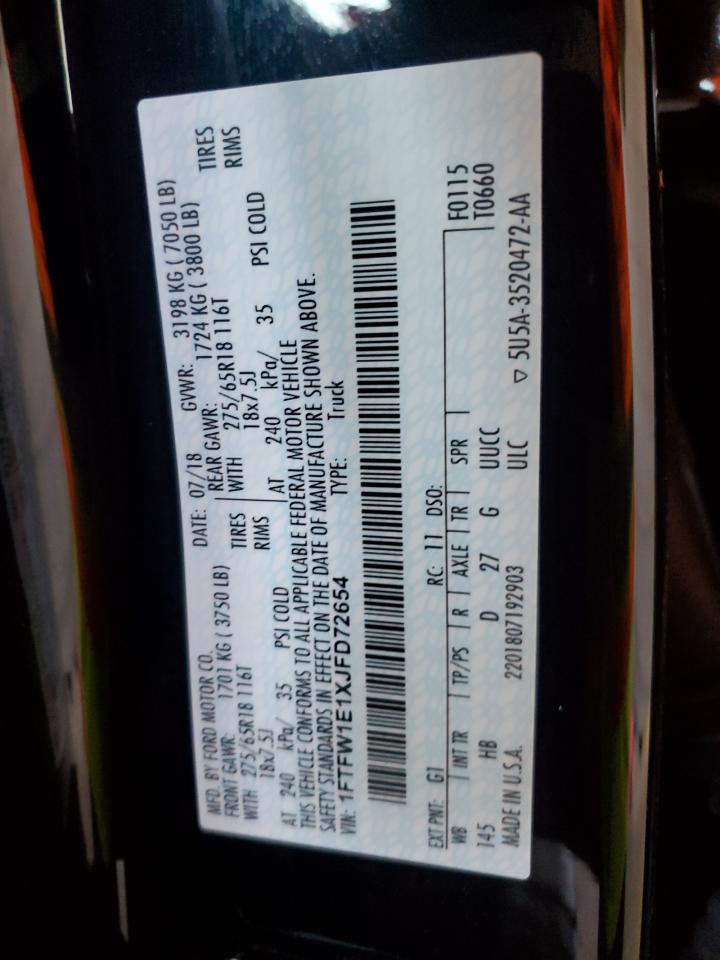 MFD. BY FORD MOTOR CO. DATE: 07/18 GVWR: 3198 KG ( 7050 LB)
FRONT GAWR: 1701 KG ( 3750 LB) REAR GAWR: 1724 KG ( 3800 LB)
WITH 275/65R18 116T TIRES WITH 275/65R18 116T TIRES
18x7.5J RIMS 18x7.5J RIMS
AT 240 kPa/ 35 PSI COLD AT 240 kPa/ 35 PSI COLD
THIS VEHICLE CONFORMS TO ALL APPLICABLE FEDERAL MOTOR VEHICLE
SAFETY STANDARDS IN EFFECT ON THE DATE OF MANUFACTURE SHOWN ABOVE.
VIN: 1FTFW1E1XJFD72654 TYPE: Truck
EXT PNT: G1 RC: 11 DSO: F0115
WB INT TR TP/PS R AXLE TR SPR T0660
145 HB D 27 G UUCC
MADE IN U.S.A. 2201807192903 ULC ▽ 5U5A-3520472-AA